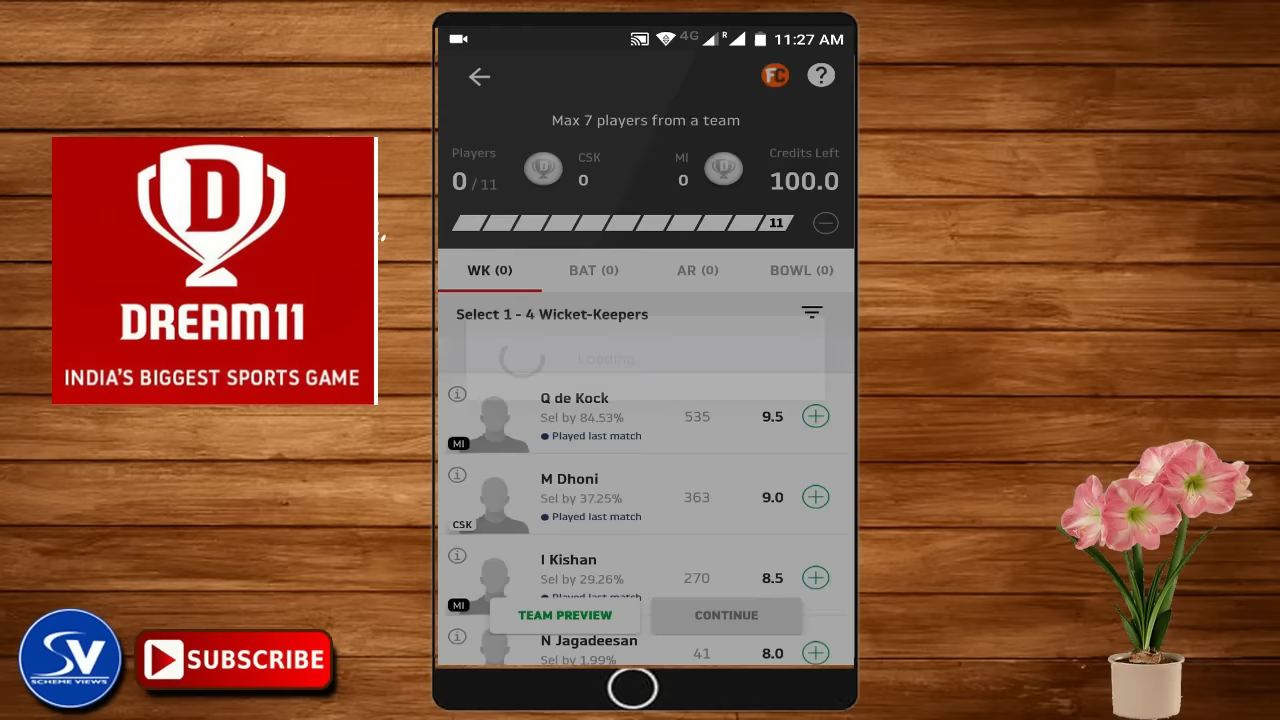 4G R 11:27 AM
FC ?
Max 7 players from a team
Players CSK MI Credits Left
0 / 11 0 0 100.0
11
WK (0) BAT (0) AR (0) BOWL (0)
Select 1 - 4 Wicket-Keepers
Loading.
Q de Kock
Sel by 84.53% 535 9.5
Played last match
MI
M Dhoni
Sel by 37.25% 363 9.0
Played last match
CSK
I Kishan
Sel by 29.26% 270 8.5
Played last match
MI
TEAM PREVIEW CONTINUE
N Jagadeesan
Sel by 1.99% 41 8.0
D
DREAM11
INDIA'S BIGGEST SPORTS GAME
SV
SCHEME VIEWS
SUBSCRIBE